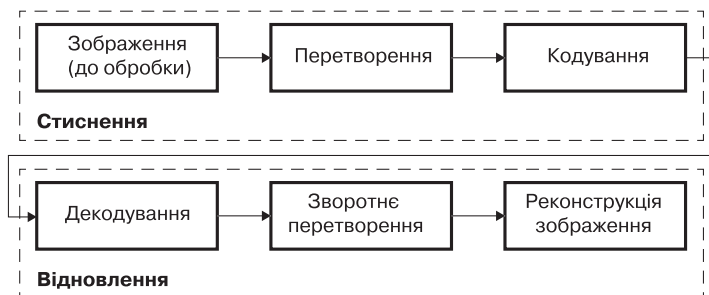 Зображення
(до обробки)
Перетворення
Кодування
Стиснення
Декодування
Зворотнє
перетворення
Реконструкція
зображення
Відновлення